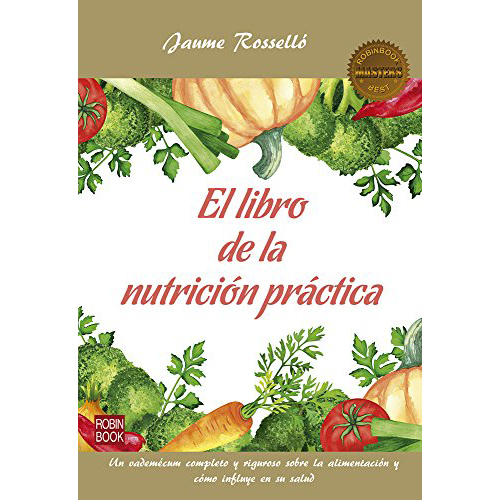 Jaume Rosselló
ROBINBOOK
MASTERS
BEST
El libro
de la
nutrición práctica
ROBIN
BOOK
Un vademécum completo y riguroso sobre la alimentación y
cómo influye en su salud